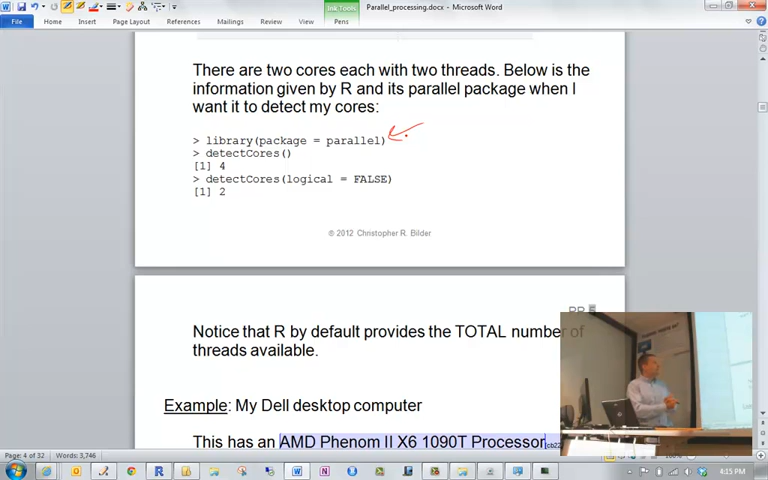 Parallel_processing.docx - Microsoft Word
Ink Tools
File Home Insert Page Layout References Mailings Review View Pens
There are two cores each with two threads. Below is the
information given by R and its parallel package when I
want it to detect my cores:
> library(package = parallel)
> detectCores()
[1] 4
> detectCores(logical = FALSE)
[1] 2
© 2012 Christopher R. Bilder
Notice that R by default provides the TOTAL number of
threads available.
Example: My Dell desktop computer
This has an AMD Phenom II X6 1090T Processor
Page: 4 of 32 Words: 3,746
4:15 PM